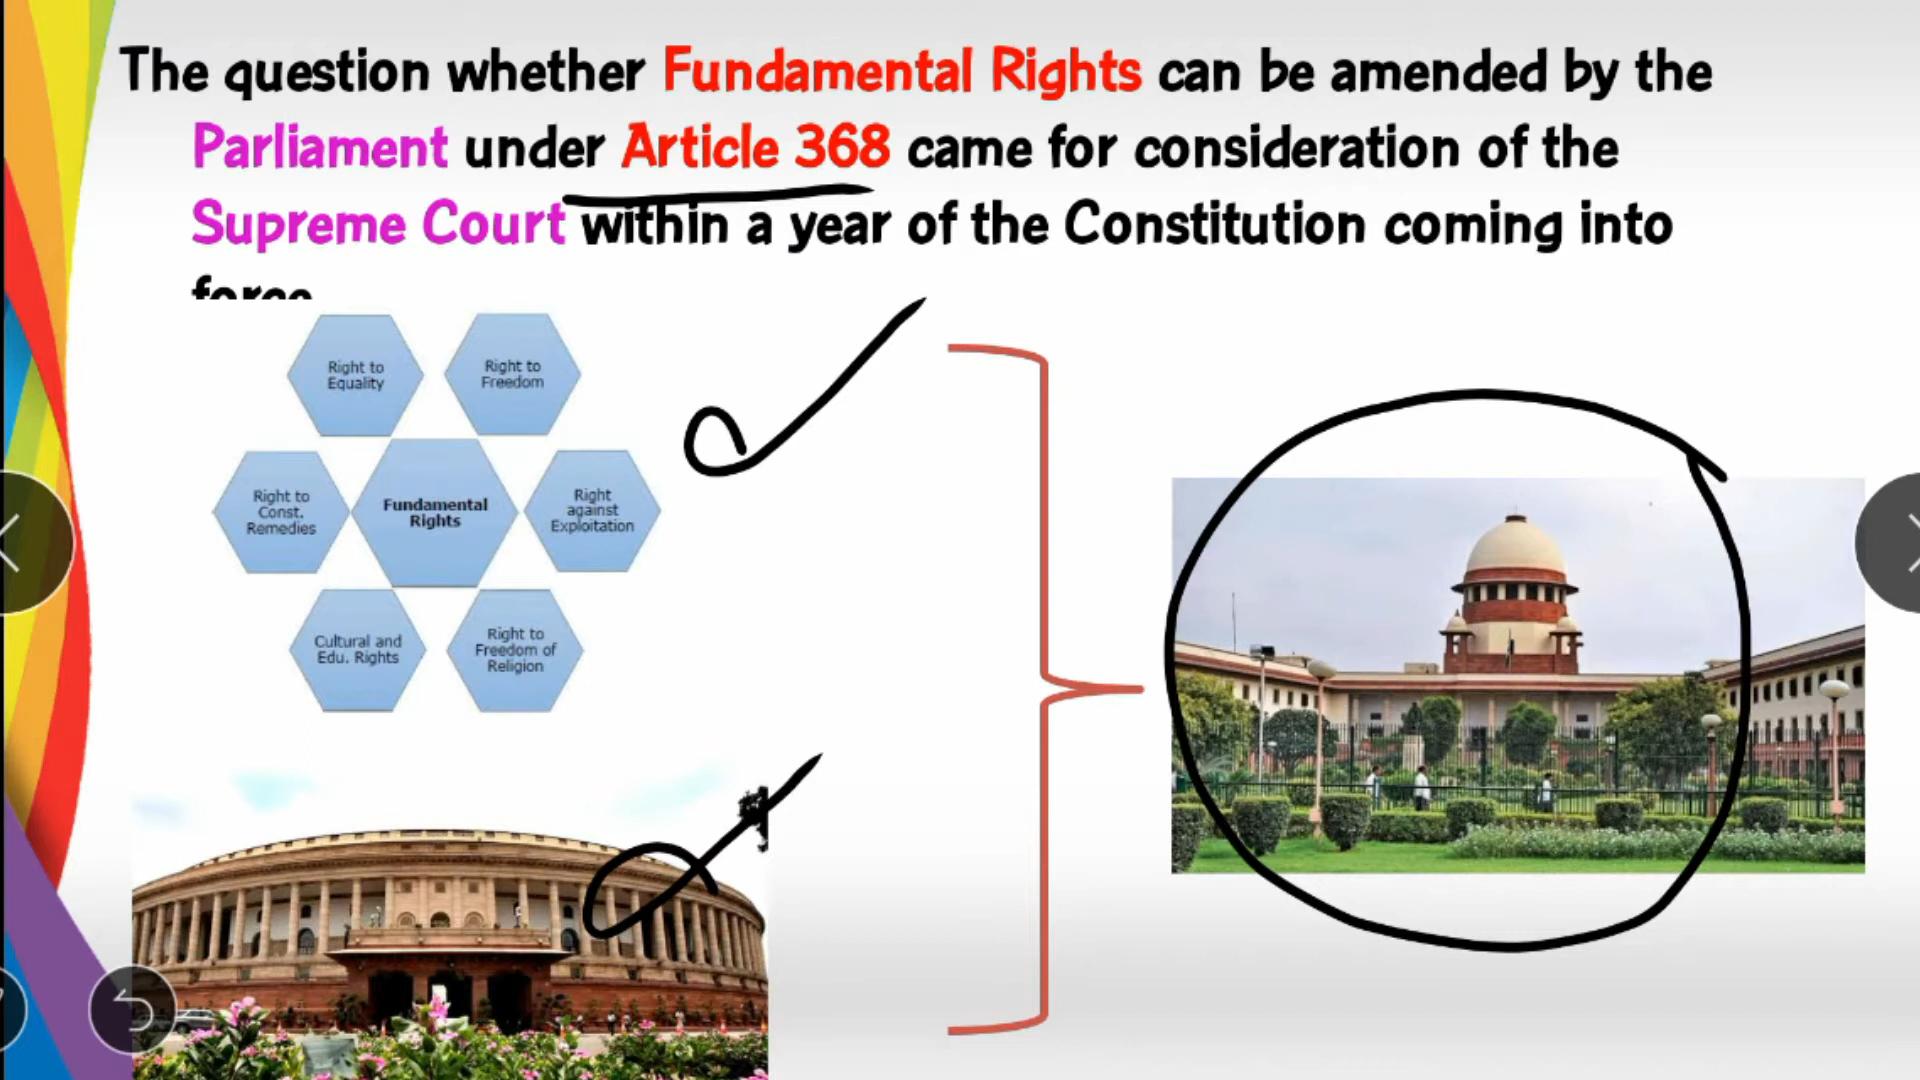 The question whether Fundamental Rights can be amended by the
Parliament under Article 368 came for consideration of the
Supreme Court within a year of the Constitution coming into
force
Right to
Equality
Right to
Freedom
Right to
Const.
Remedies
Fundamental
Rights
Right
against
Exploitation
Cultural and
Edu. Rights
Right to
Freedom of
Religion